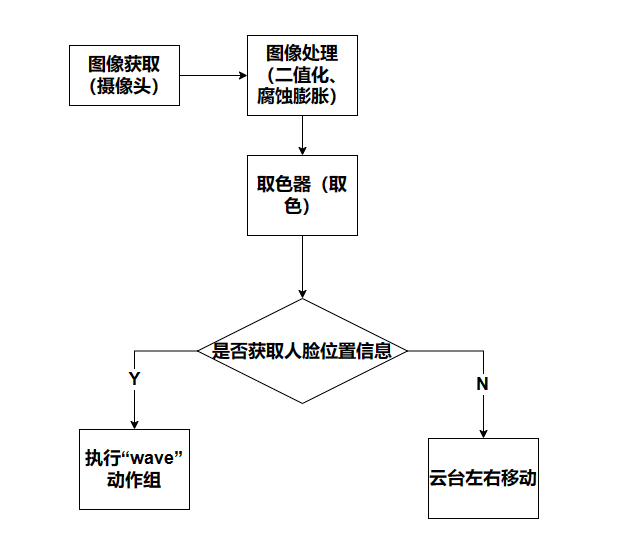 图像获取
（摄像头）
图像处理
（二值化、
腐蚀膨胀）
取色器（取
色）
是否获取人脸位置信息
Y
N
执行“wave”
动作组
云台左右移动